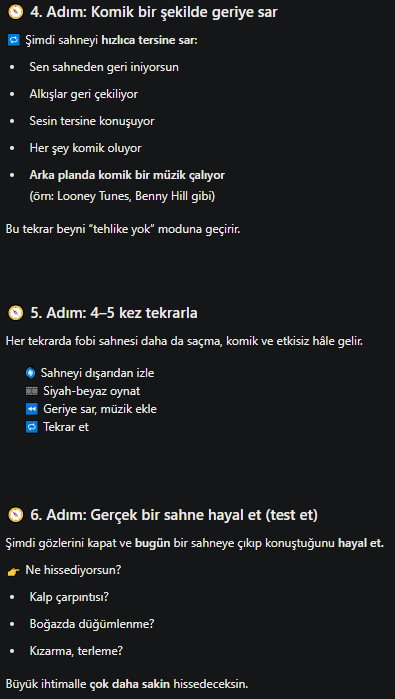 4. Adım: Komik bir şekilde geriye sar
Şimdi sahneyi hızlıca tersine sar:
Sen sahneden geri iniyorsun
Alkışlar geri çekiliyor
Sesin tersine konuşuyor
Her şey komik oluyor
Arka planda komik bir müzik çalıyor
(örn: Looney Tunes, Benny Hill gibi)
Bu tekrar beyni “tehlike yok” moduna geçirir.
5. Adım: 4–5 kez tekrarla
Her tekrarda fobi sahnesi daha da saçma, komik ve etkisiz hâle gelir.
Sahneyi dışarıdan izle
Siyah-beyaz oynat
Geriye sar, müzik ekle
Tekrar et
6. Adım: Gerçek bir sahne hayal et (test et)
Şimdi gözlerini kapat ve bugün bir sahneye çıkıp konuştuğunu hayal et.
Ne hissediyorsun?
Kalp çarpıntısı?
Boğazda düğümlenme?
Kızarma, terleme?
Büyük ihtimalle çok daha sakin hissedeceksin.